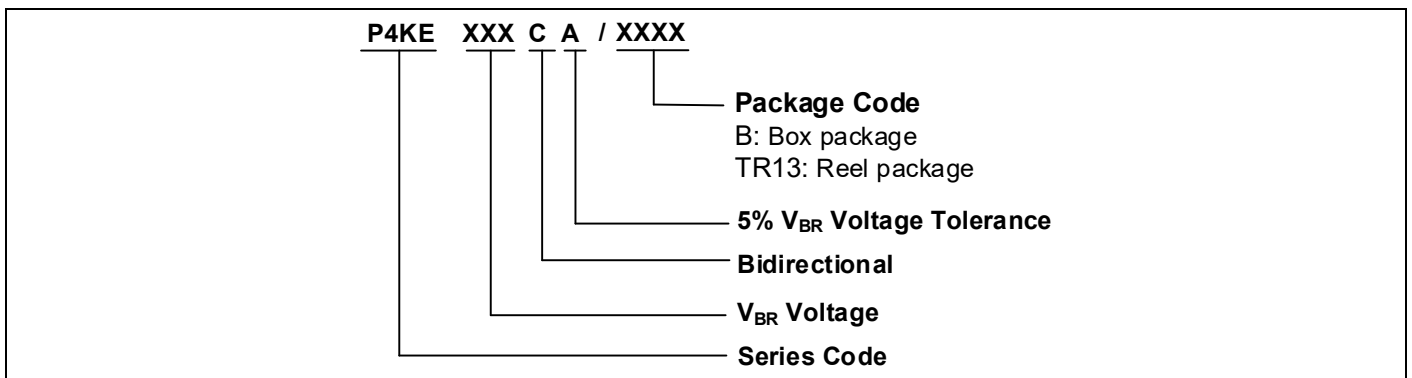 P4KE XXX C A / XXXX
Package Code
B: Box package
TR13: Reel package
5% VBR Voltage Tolerance
Bidirectional
VBR Voltage
Series Code